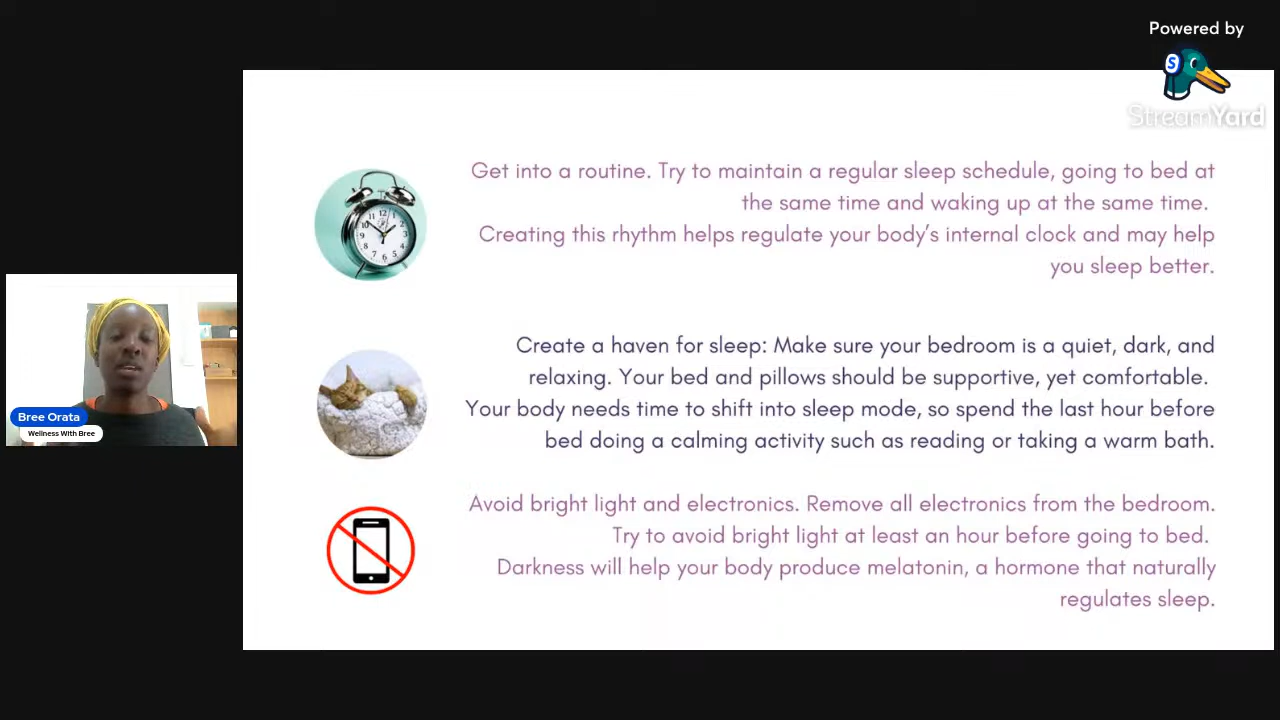 Powered by
StreamYard
Get into a routine. Try to maintain a regular sleep schedule, going to bed at
the same time and waking up at the same time.
Creating this rhythm helps regulate your body's internal clock and may help
you sleep better.
Create a haven for sleep: Make sure your bedroom is a quiet, dark, and
relaxing. Your bed and pillows should be supportive, yet comfortable.
Your body needs time to shift into sleep mode, so spend the last hour before
bed doing a calming activity such as reading or taking a warm bath.
Avoid bright light and electronics. Remove all electronics from the bedroom.
Try to avoid bright light at least an hour before going to bed.
Darkness will help your body produce melatonin, a hormone that naturally
regulates sleep.
Bree Orata
Wellness With Bree